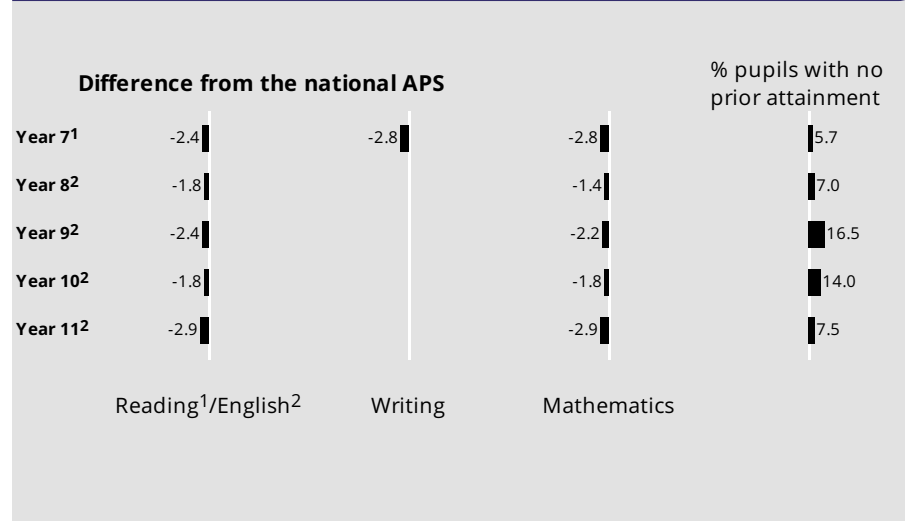 % pupils with no
prior attainment
Difference from the national APS
Year 7¹ -2.4 -2.8 -2.8 5.7
Year 8² -1.8 -1.4 7.0
Year 9² -2.4 -2.2 16.5
Year 10² -1.8 -1.8 14.0
Year 11² -2.9 -2.9 7.5
Reading¹/English² Writing Mathematics